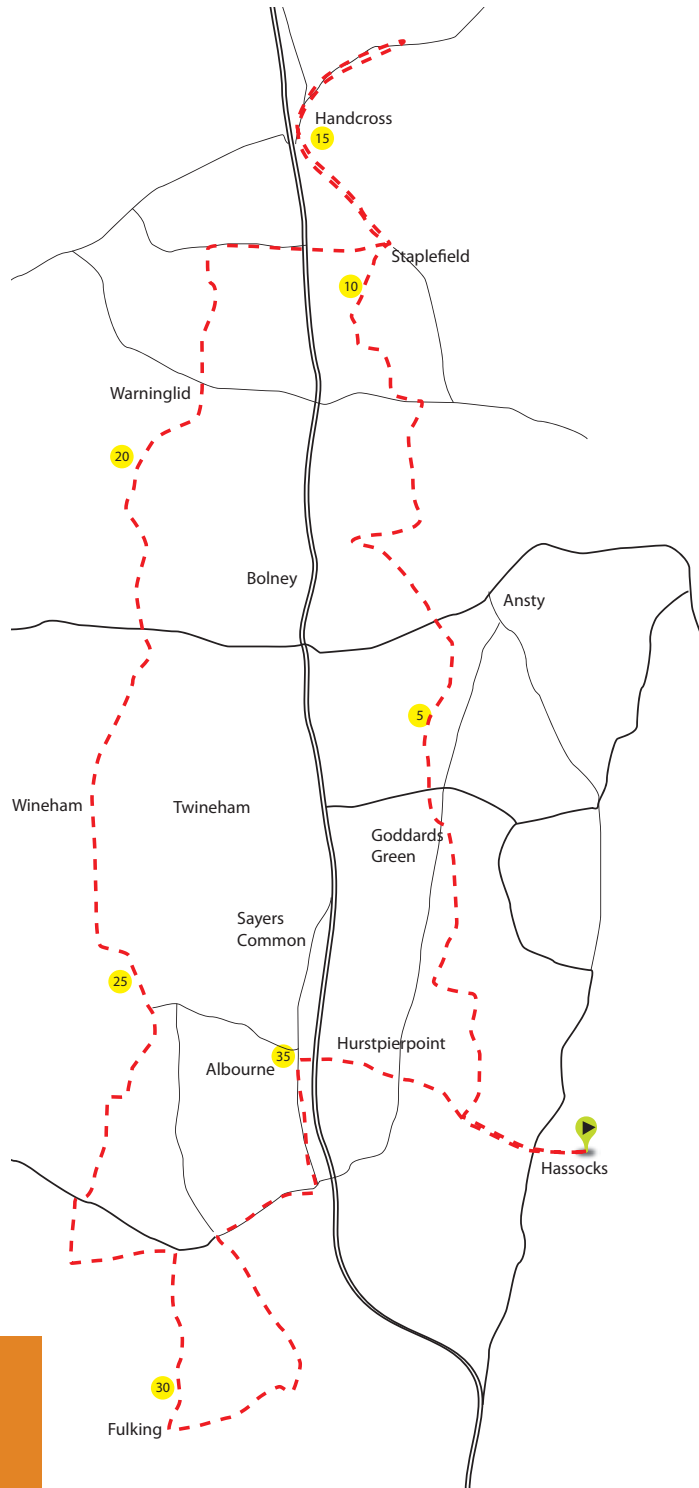 Handcross
15
Staplefield
10
Warninglid
20
Bolney
Ansty
5
Wineham
Twineham
Goddards
Green
Sayers
Common
25
Hurstpierpoint
35
Albourne
Hassocks
30
Fulking